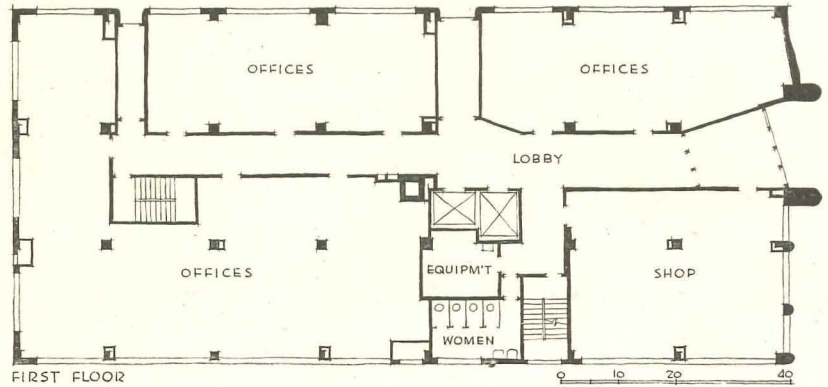 OFFICES
OFFICES
LOBBY
OFFICES
EQUIPM'T
SHOP
WOMEN
FIRST FLOOR
0 10 20 40